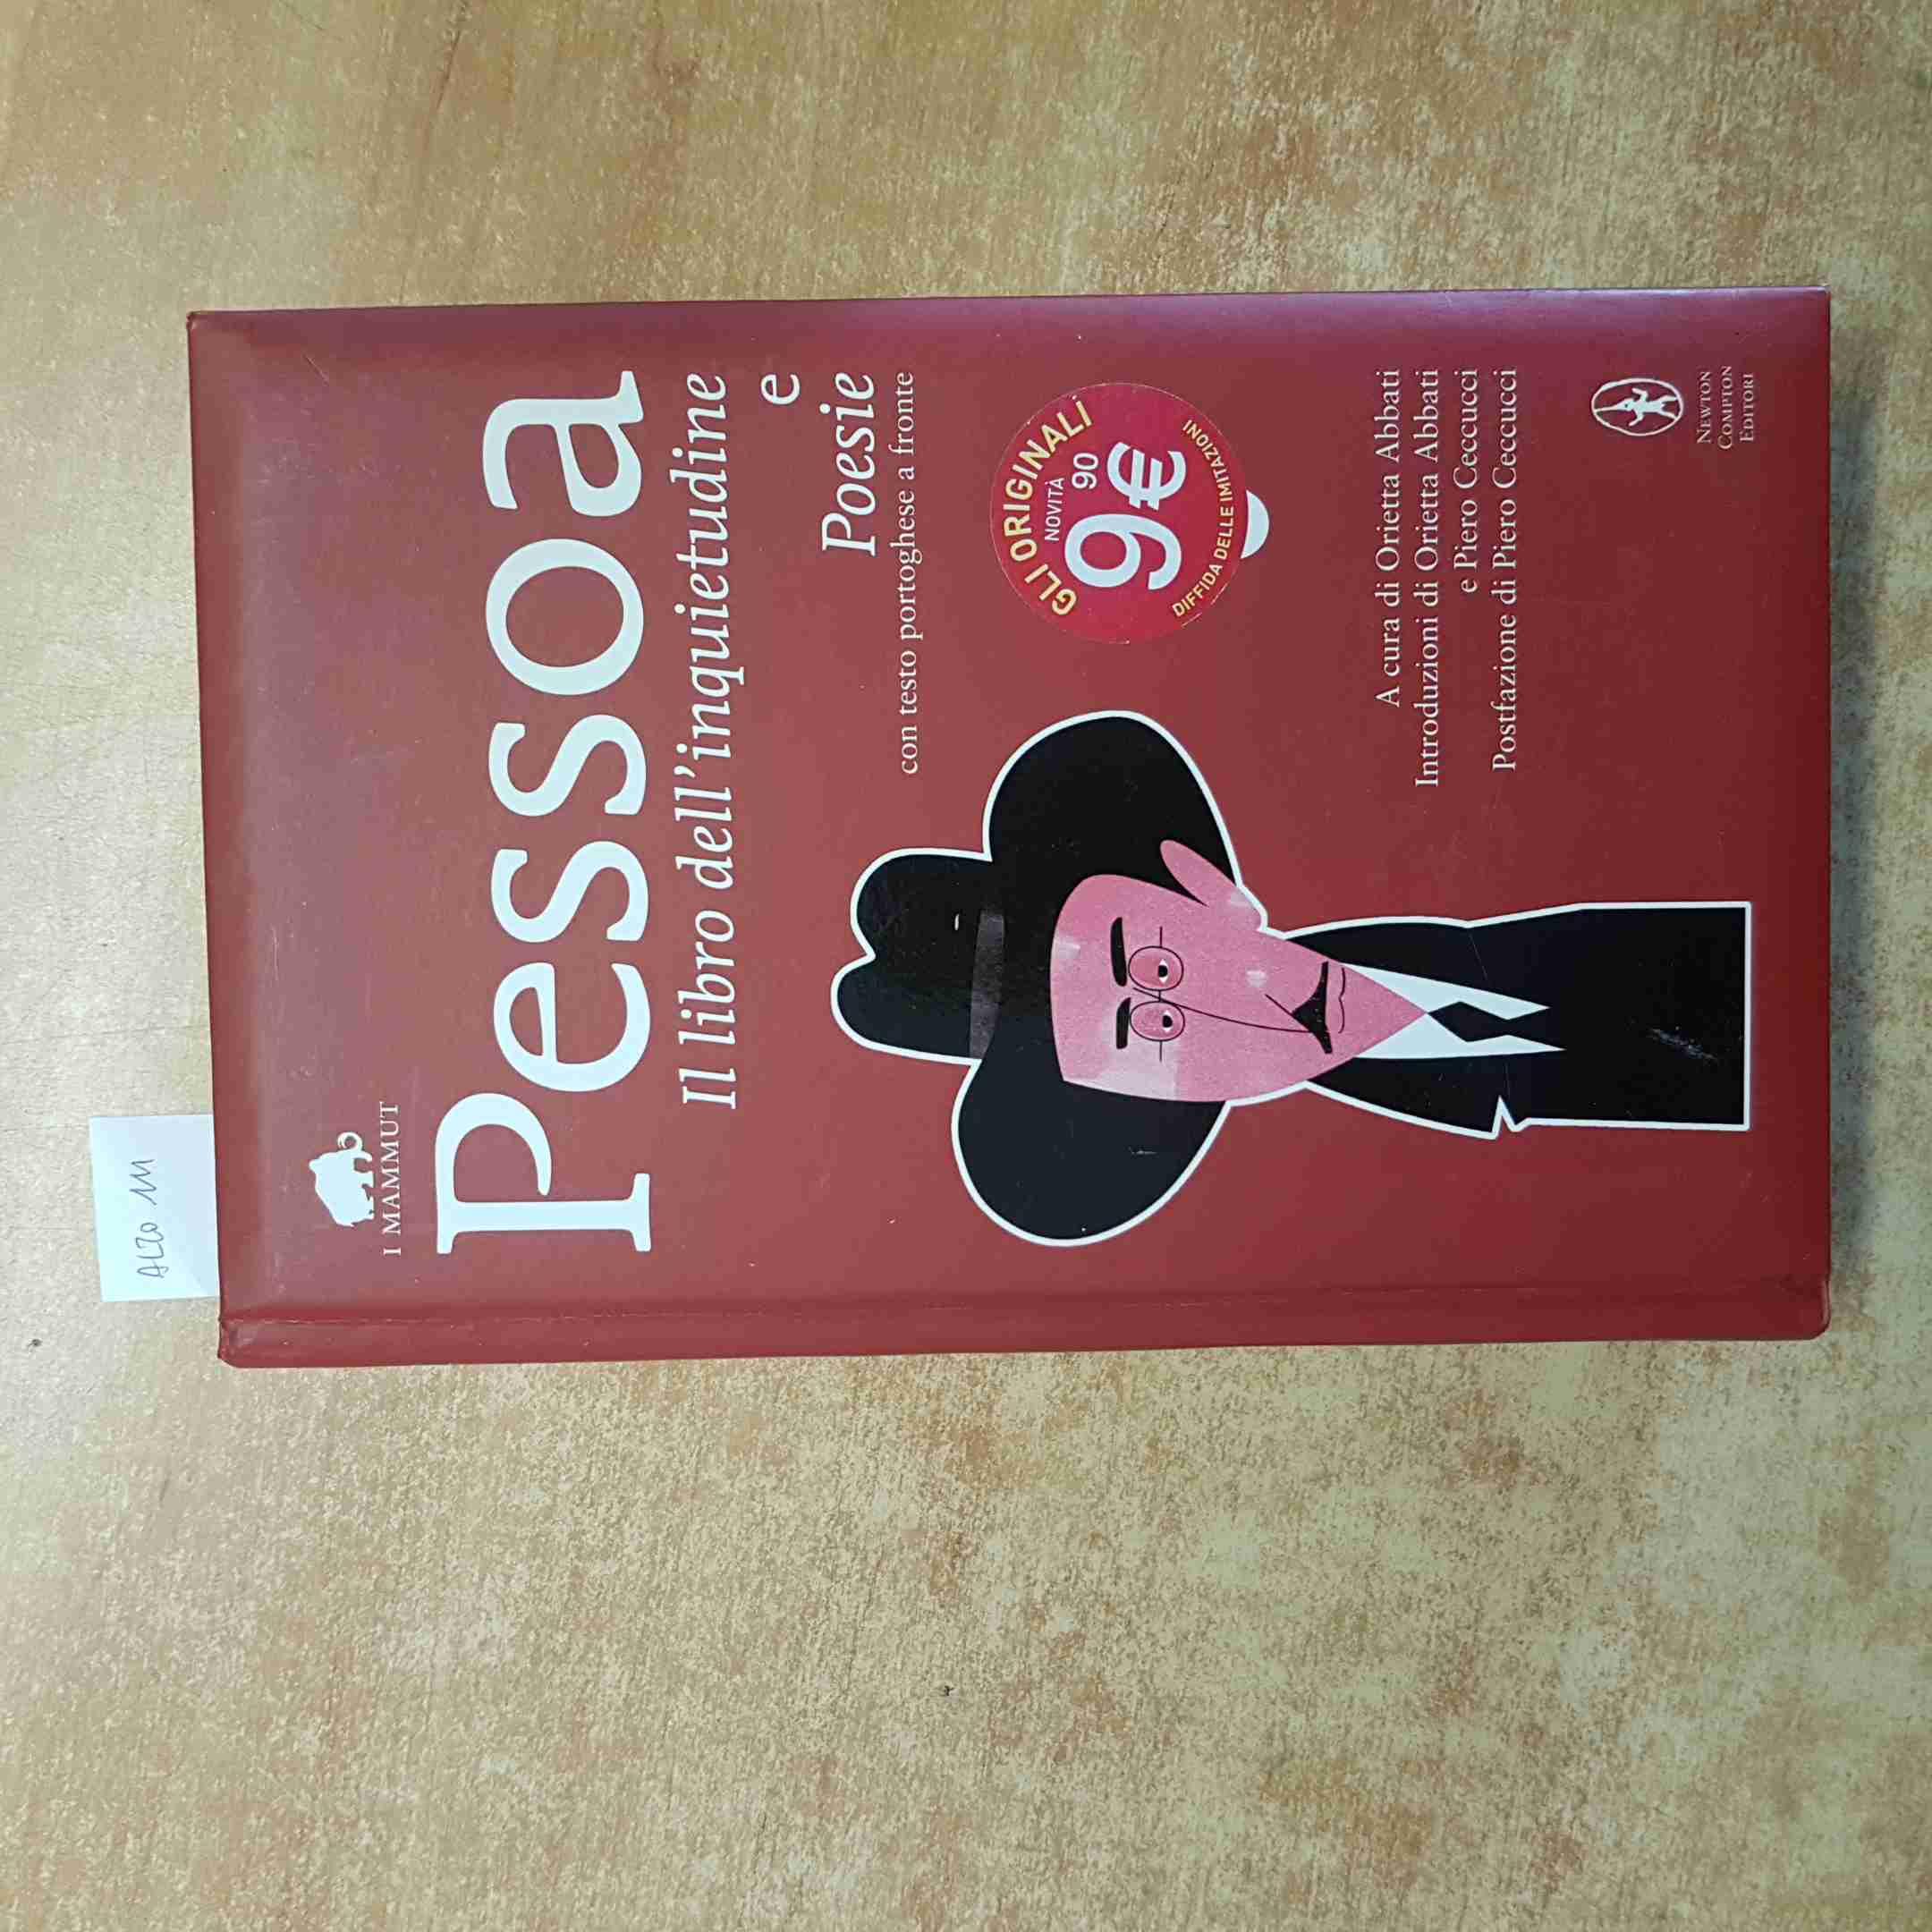 I MAMMUT
Pessoa
Il libro dell'inquietudine
e
Poesie
con testo portoghese a fronte
GLI ORIGINALI
NOVITÀ
9 90 €
DIFFIDA DELLE IMITAZIONI
A cura di Orietta Abbati
Introduzioni di Orietta Abbati
e Piero Ceccucci
Postfazione di Piero Ceccucci
NEWTON
COMPTON
EDITORI